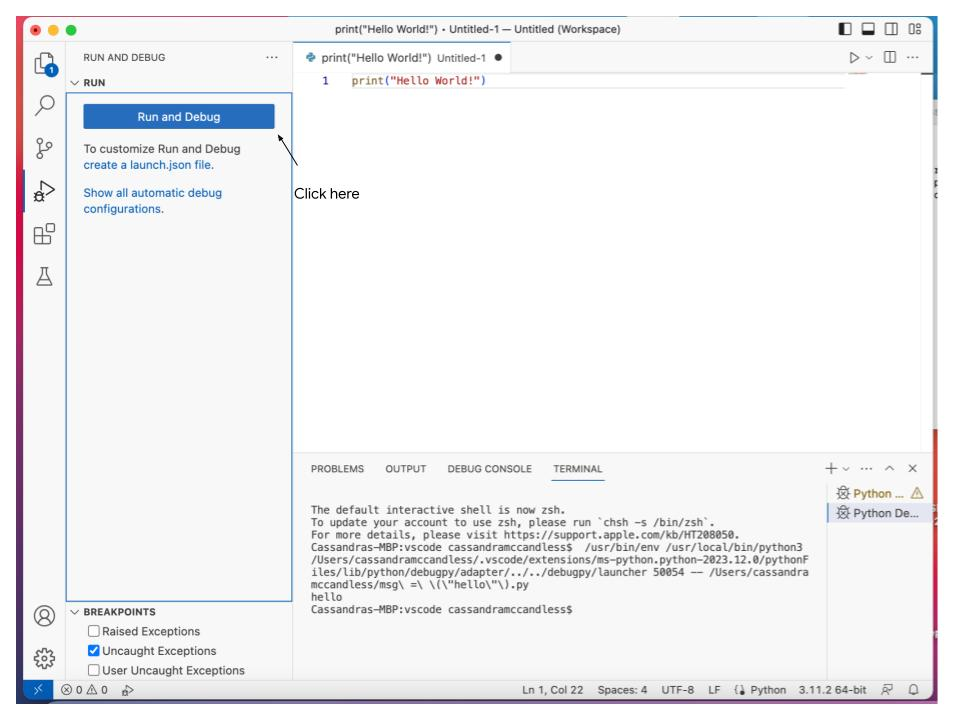 print("Hello World!") • Untitled-1 — Untitled (Workspace)
1
RUN AND DEBUG
RUN
Run and Debug
To customize Run and Debug
create a launch.json file.
Show all automatic debug
configurations.
Click here
print("Hello World!") Untitled-1
1 print("Hello World!")
PROBLEMS OUTPUT DEBUG CONSOLE TERMINAL
The default interactive shell is now zsh.
To update your account to use zsh, please run `chsh -s /bin/zsh`.
For more details, please visit https://support.apple.com/kb/HT208050.
Cassandras-MBP:vscode cassandramccandless$ /usr/bin/env /usr/local/bin/python3
/Users/cassandramccandless/.vscode/extensions/ms-python.python-2023.12.0/pythonF
iles/lib/python/debugpy/adapter/../../debugpy/launcher 50054 -- /Users/cassandra
mccandless/msg\ =\ \(\"hello\"\).py
hello
Cassandras-MBP:vscode cassandramccandless$
Python ...
Python De...
BREAKPOINTS
Raised Exceptions
Uncaught Exceptions
User Uncaught Exceptions
0 0 Ln 1, Col 22 Spaces: 4 UTF-8 LF Python 3.11.2 64-bit